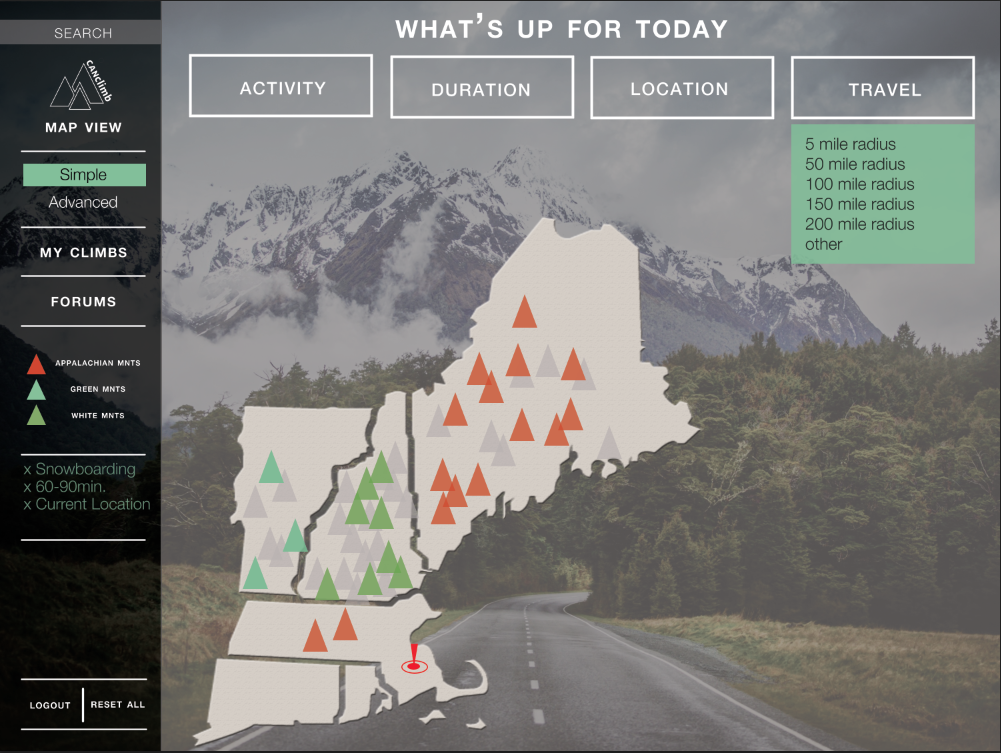 SEARCH
CANclimb
MAP VIEW
Simple
Advanced
MY CLIMBS
FORUMS
APPALACHIAN MNTS
GREEN MNTS
WHITE MNTS
x Snowboarding
x 60-90min.
x Current Location
LOGOUT
RESET ALL
WHAT'S UP FOR TODAY
ACTIVITY
DURATION
LOCATION
TRAVEL
5 mile radius
50 mile radius
100 mile radius
150 mile radius
200 mile radius
other